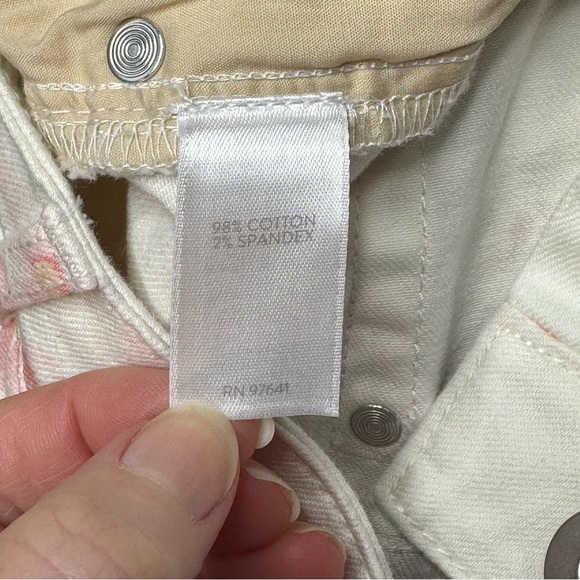 98% COTTON
2% SPANDEX
RN 97641